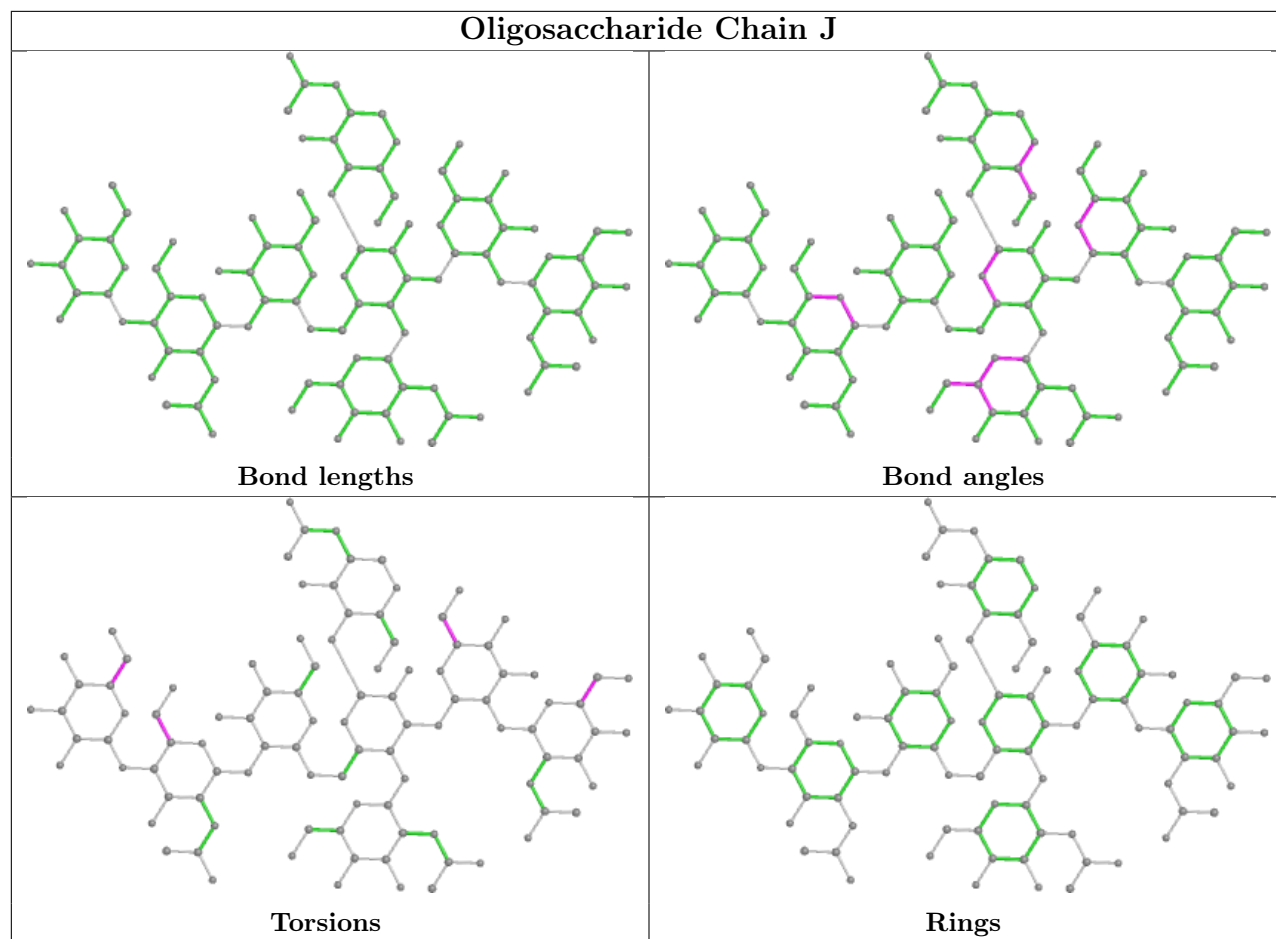 Oligosaccharide Chain J
Bond lengths
Bond angles
Torsions
Rings